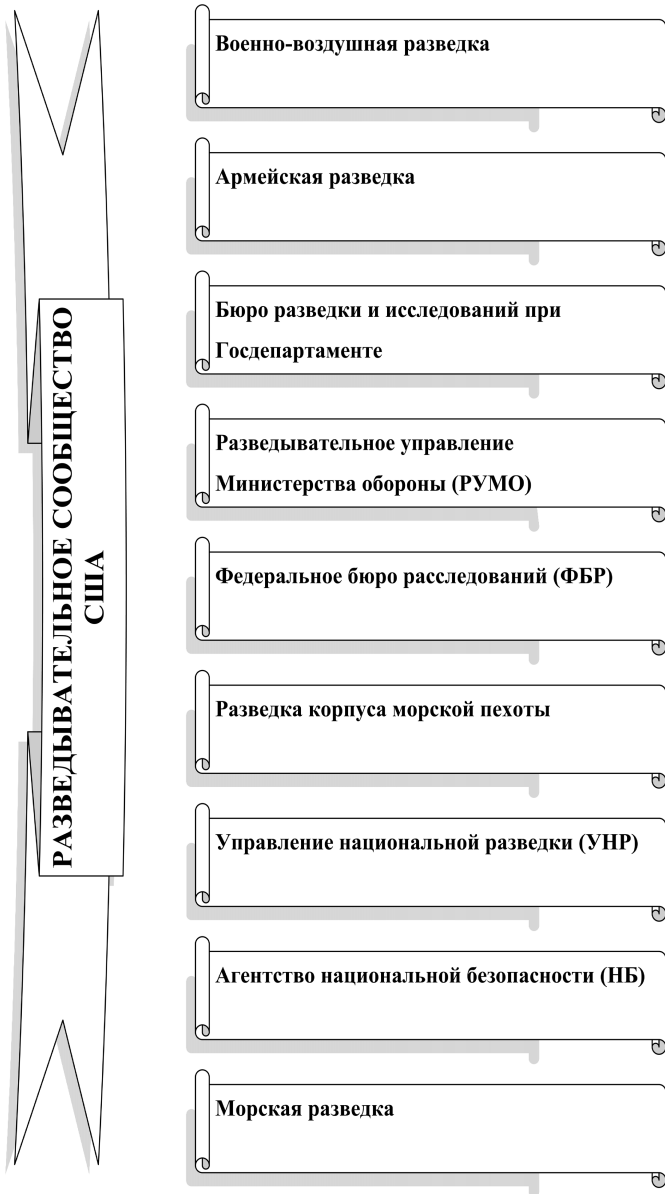 РАЗВЕДЫВАТЕЛЬНОЕ СООБЩЕСТВО
США
Военно-воздушная разведка
Армейская разведка
Бюро разведки и исследований при
Госдепартаменте
Разведывательное управление
Министерства обороны (РУМО)
Федеральное бюро расследований (ФБР)
Разведка корпуса морской пехоты
Управление национальной разведки (УНР)
Агентство национальной безопасности (НБ)
Морская разведка